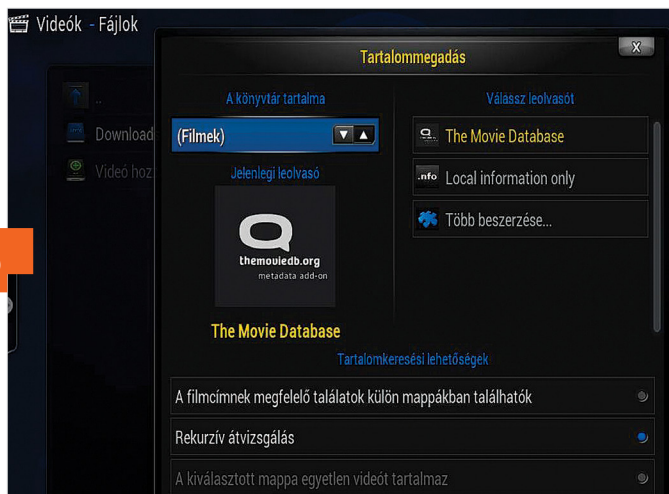 Videók - Fájlok
Tartalommegadás
X
A könyvtár tartalma
Válassz leolvasót
..
Download
Videó hoz
(Filmek)
The Movie Database
Jelenlegi leolvasó
.nfo Local information only
Több beszerzése...
themoviedb.org
metadata add-on
The Movie Database
Tartalomkeresési lehetőségek
A filmcímnek megfelelő találatok külön mappákban találhatók
Rekurzív átvizsgálás
A kiválasztott mappa egyetlen videót tartalmaz